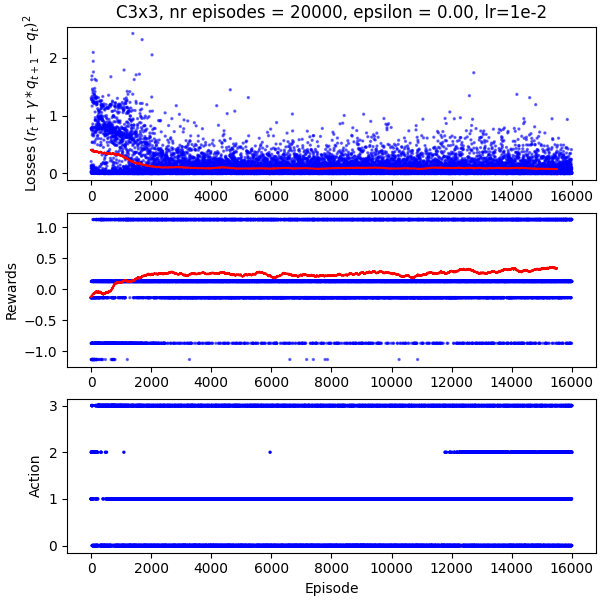 C3x3, nr episodes = 20000, epsilon = 0.00, lr=1e-2
Losses $(r_t + \gamma * q_{t+1} - q_t)^2$
2
1
0
0 2000 4000 6000 8000 10000 12000 14000 16000
Rewards
1.0
0.5
0.0
−0.5
−1.0
0 2000 4000 6000 8000 10000 12000 14000 16000
Action
3
2
1
0
0 2000 4000 6000 8000 10000 12000 14000 16000
Episode